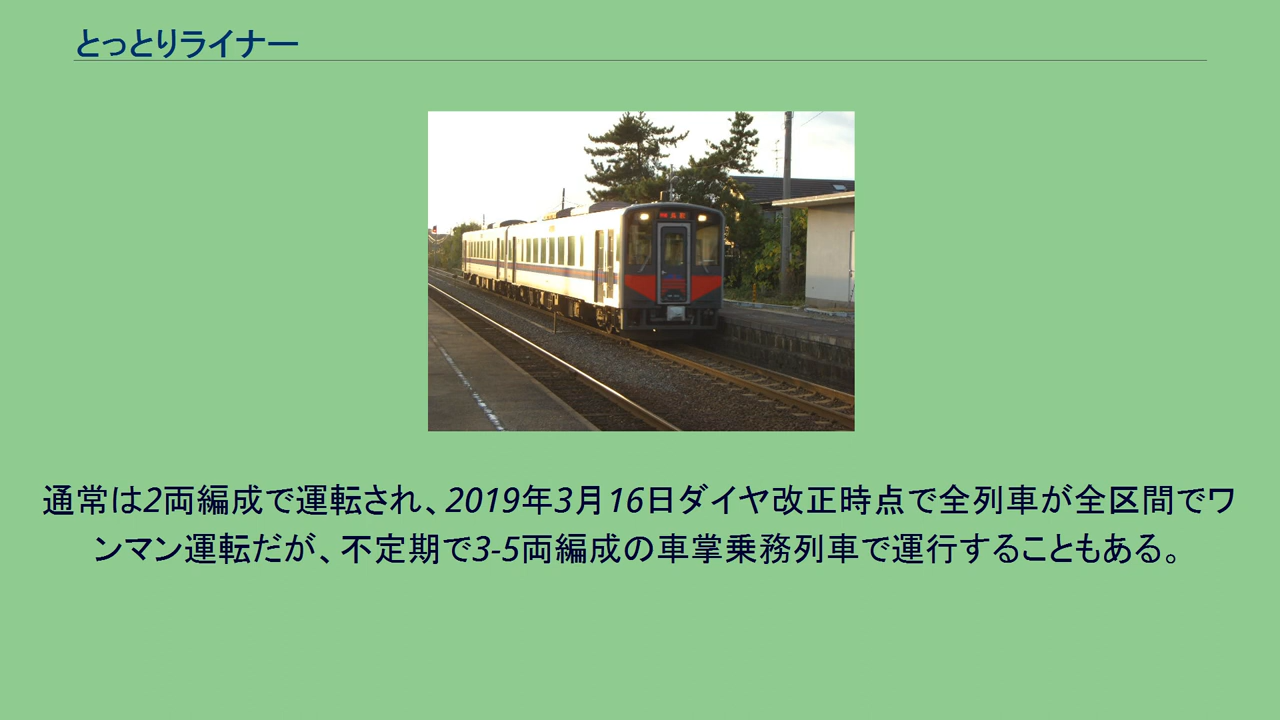 とっとりライナー
通常は2両編成で運転され、2019年3月16日ダイヤ改正時点で全列車が全区間でワ
ンマン運転だが、不定期で3-5両編成の車掌乗務列車で運行することもある。